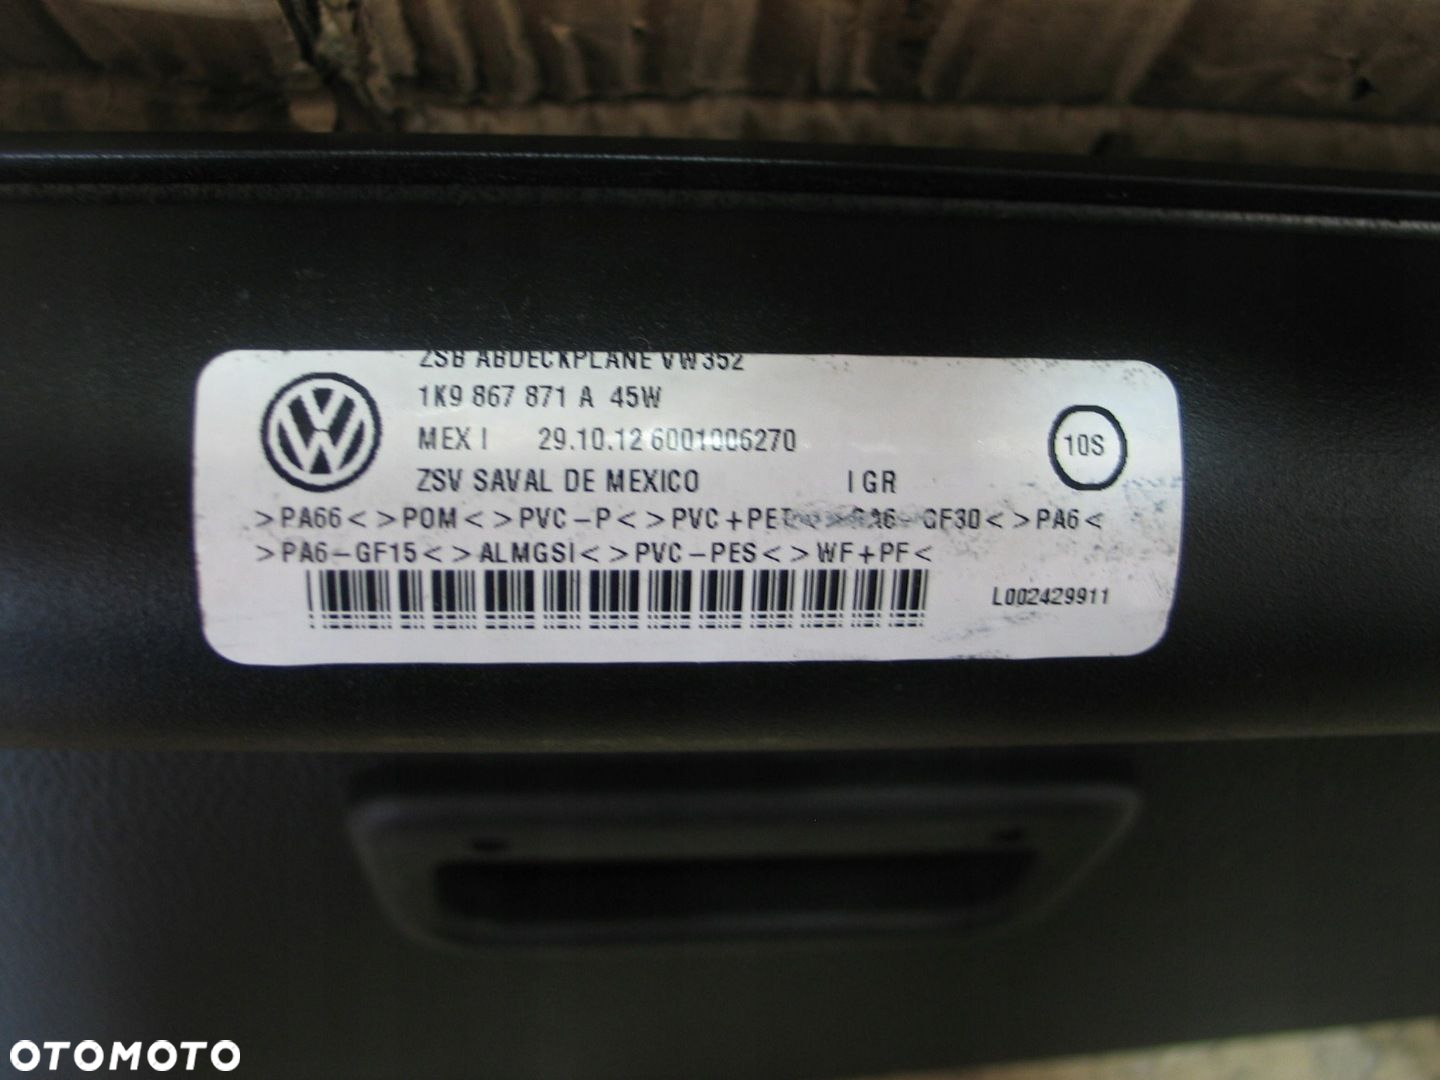 ZSB ABDECKPLANE VW352
1K9 867 871 A 45W
MEX I 29.10.12 6001006270
10S
ZSV SAVAL DE MEXICO I GR
>PA66< >POM< >PVC-P< >PVC+PET GF30< >PA6<
>PA6-GF15< >ALMGSI< >PVC-PES< >WF+PF<
L002429911
OTOMOTO